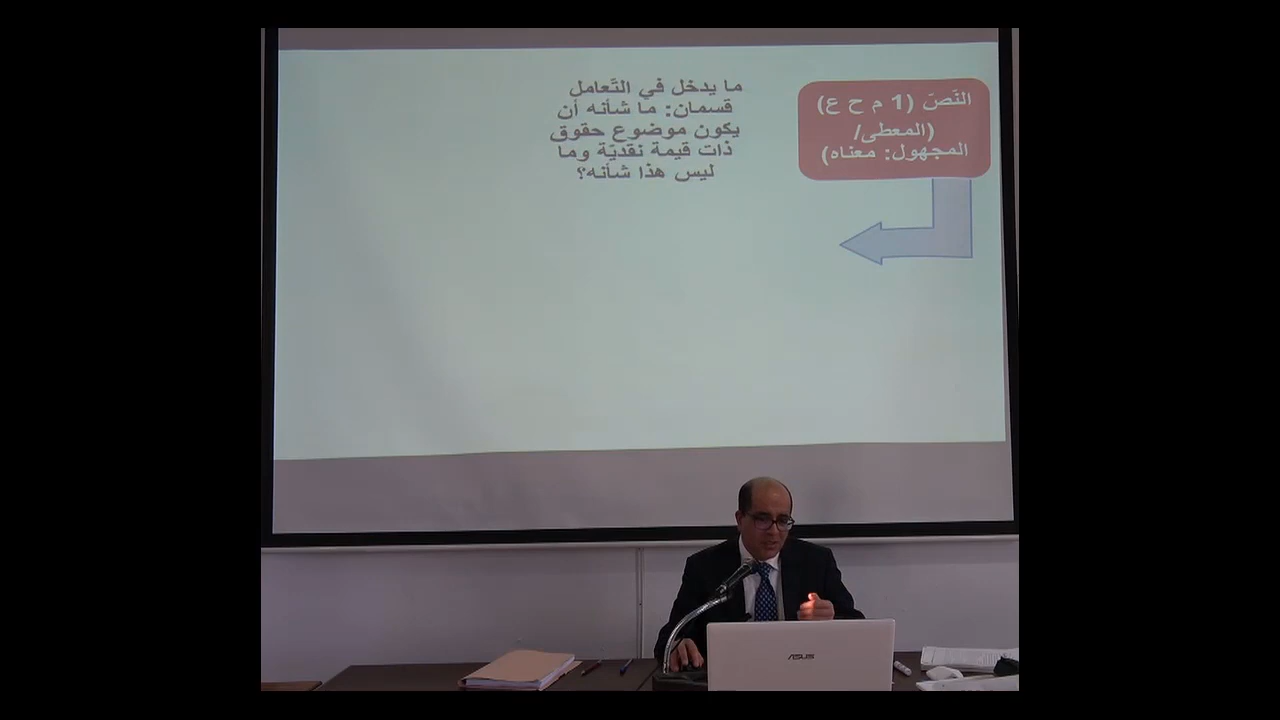 النَصّ (1 م ح ع)
(المعطى/
المجهول: معناه)
ما يدخل في التَعامل
قسمان: ما شأنه أن
يكون موضوع حقوق
ذات قيمة نقديّة وما
ليس هذا شأنه؟
ASUS